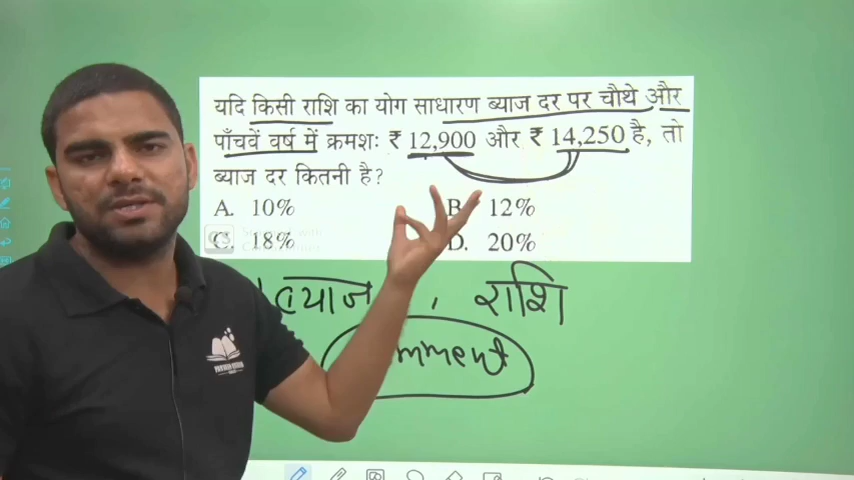 यदि किसी राशि का योग साधारण ब्याज दर पर चौथे और
पाँचवें वर्ष में क्रमशः ₹ 12,900 और ₹ 14,250 है, तो
ब्याज दर कितनी है?
A. 10% B. 12%
C. 18% D. 20%
ब्याज , राशि